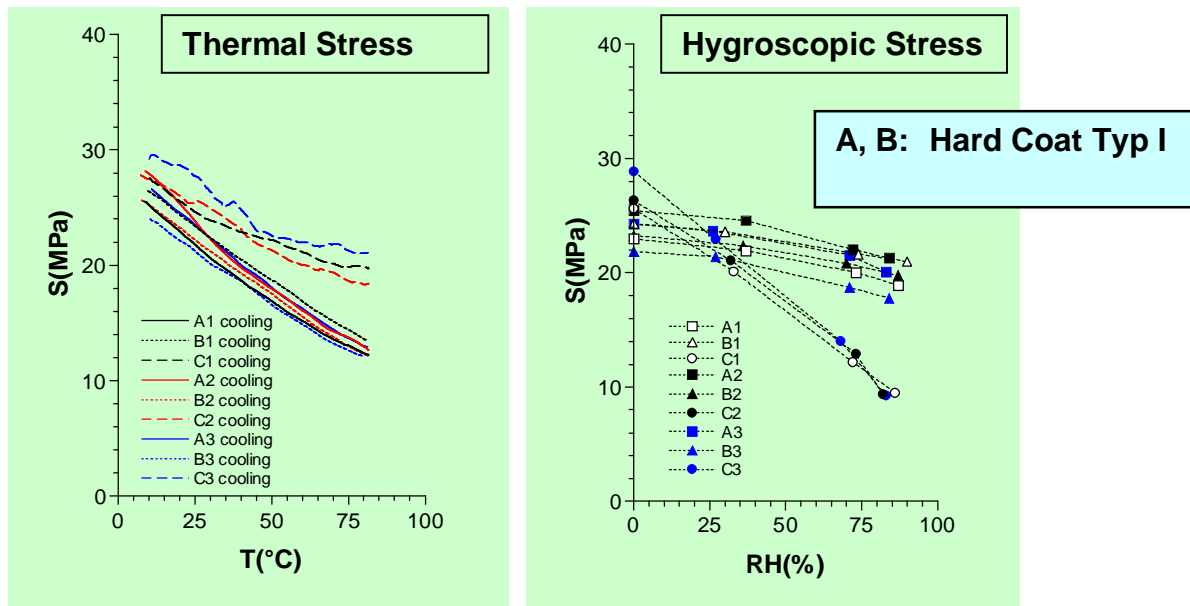 Thermal Stress
40
30
20
10
0
S(MPa)
A1 cooling
B1 cooling
C1 cooling
A2 cooling
B2 cooling
C2 cooling
A3 cooling
B3 cooling
C3 cooling
0 25 50 75 100
T(°C)
Hygroscopic Stress
A, B: Hard Coat Typ I
40
30
20
10
0
S(MPa)
A1
B1
C1
A2
B2
C2
A3
B3
C3
0 25 50 75 100
RH(%)